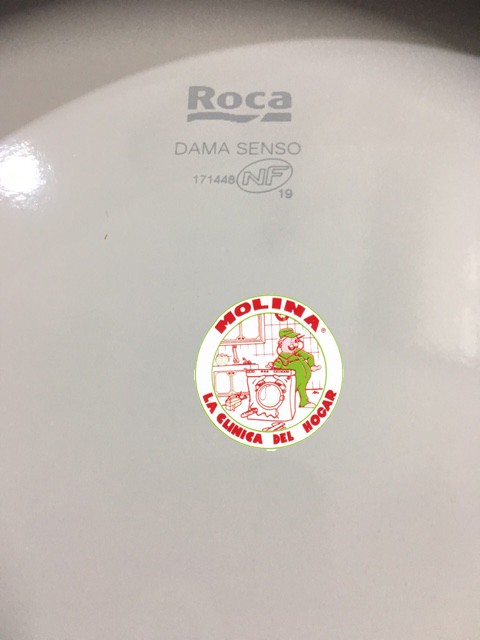 Roca
DAMA SENSO
171448 NF
19
MOLINA®
LA CLINICA DEL HOGAR